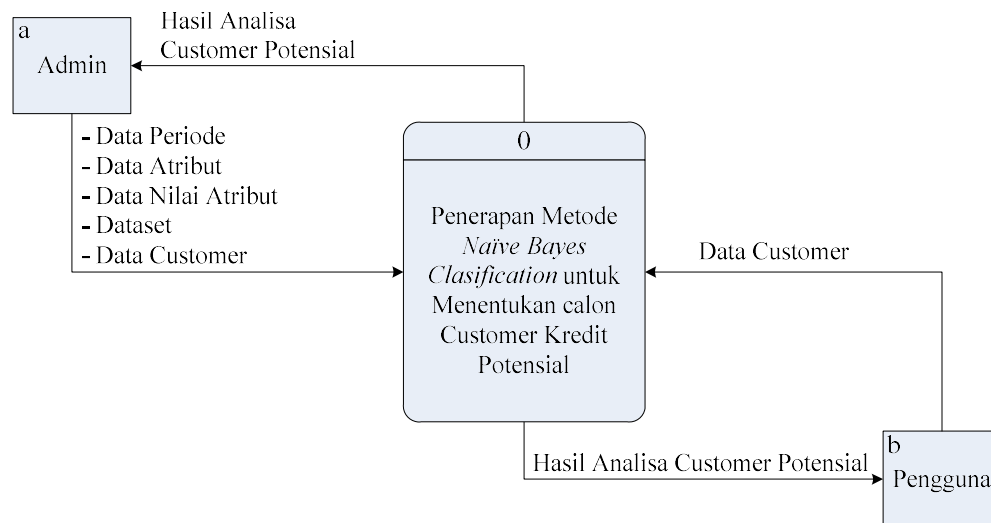 a
Admin
Hasil Analisa
Customer Potensial
- Data Periode
- Data Atribut
- Data Nilai Atribut
- Dataset
- Data Customer
0
Penerapan Metode
Naïve Bayes
Clasification untuk
Menentukan calon
Customer Kredit
Potensial
Data Customer
Hasil Analisa Customer Potensial
b
Pengguna